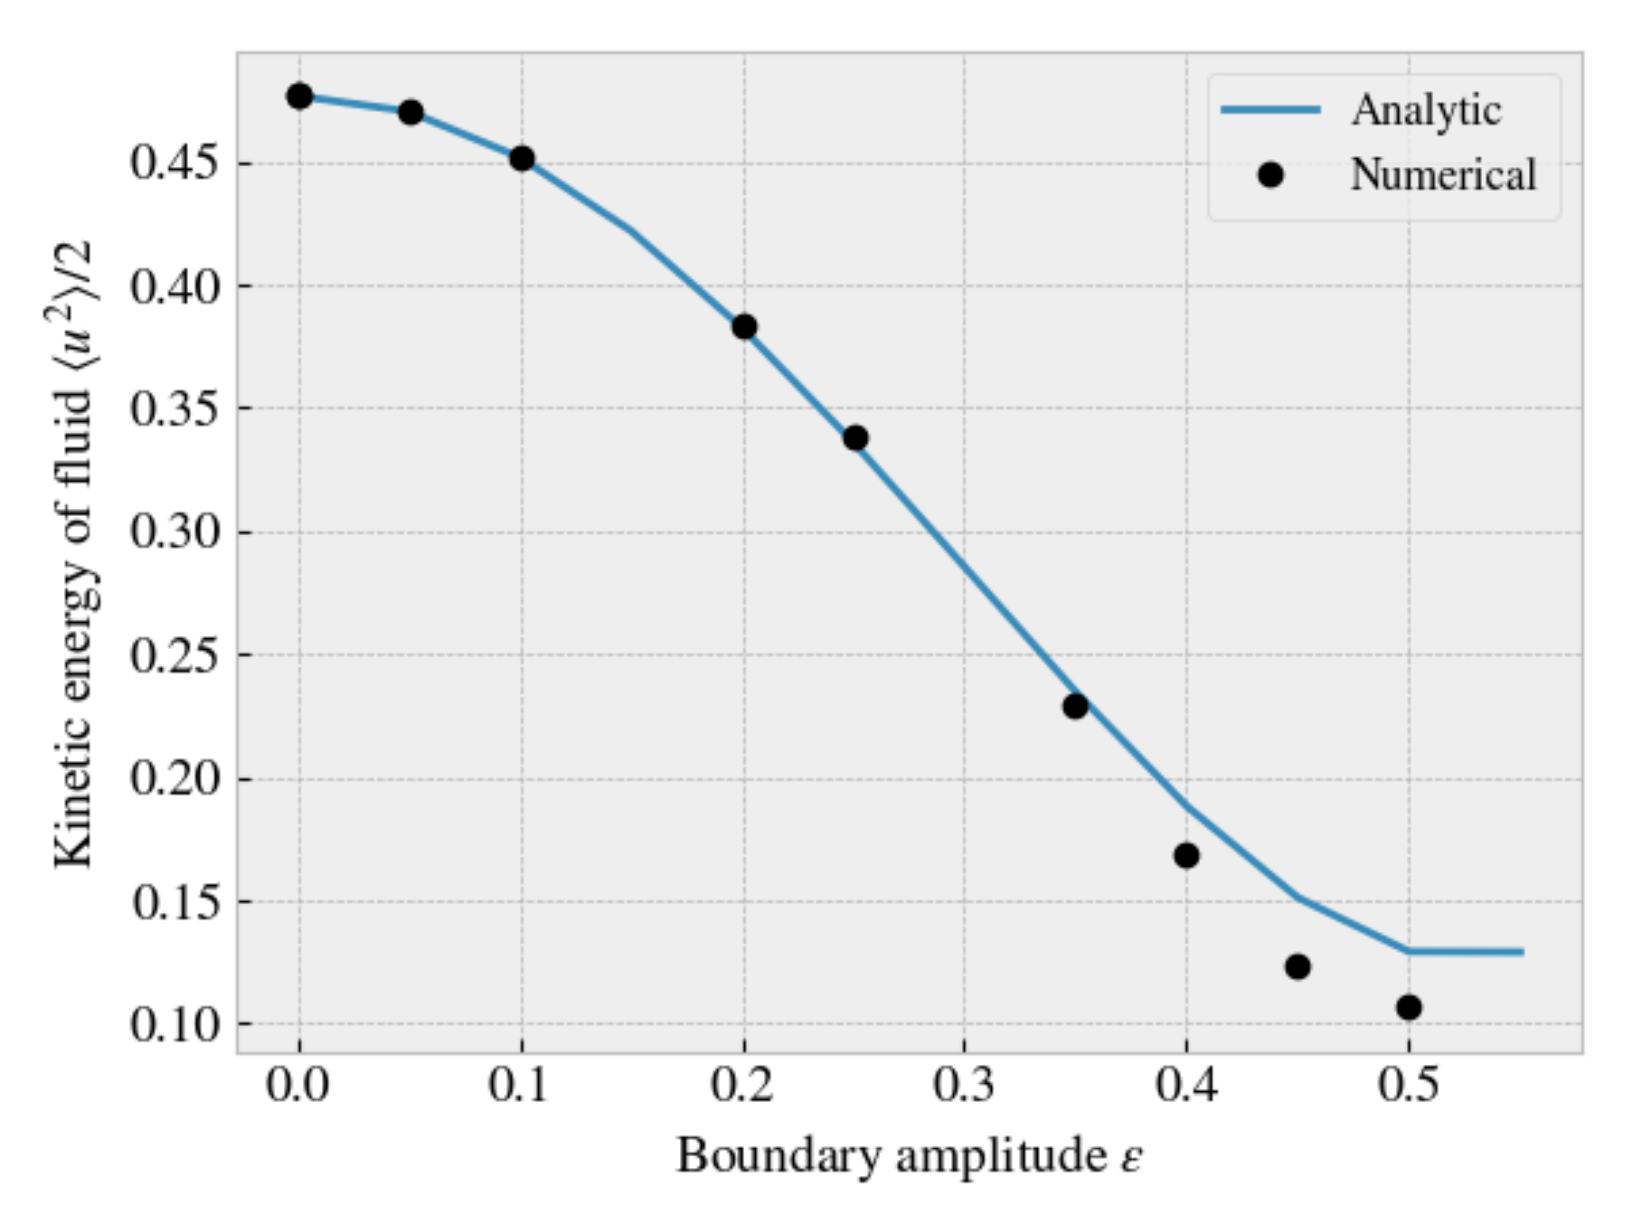 Analytic
Numerical
Kinetic energy of fluid ⟨u²⟩/2
0.45
0.40
0.35
0.30
0.25
0.20
0.15
0.10
0.0 0.1 0.2 0.3 0.4 0.5
Boundary amplitude ε